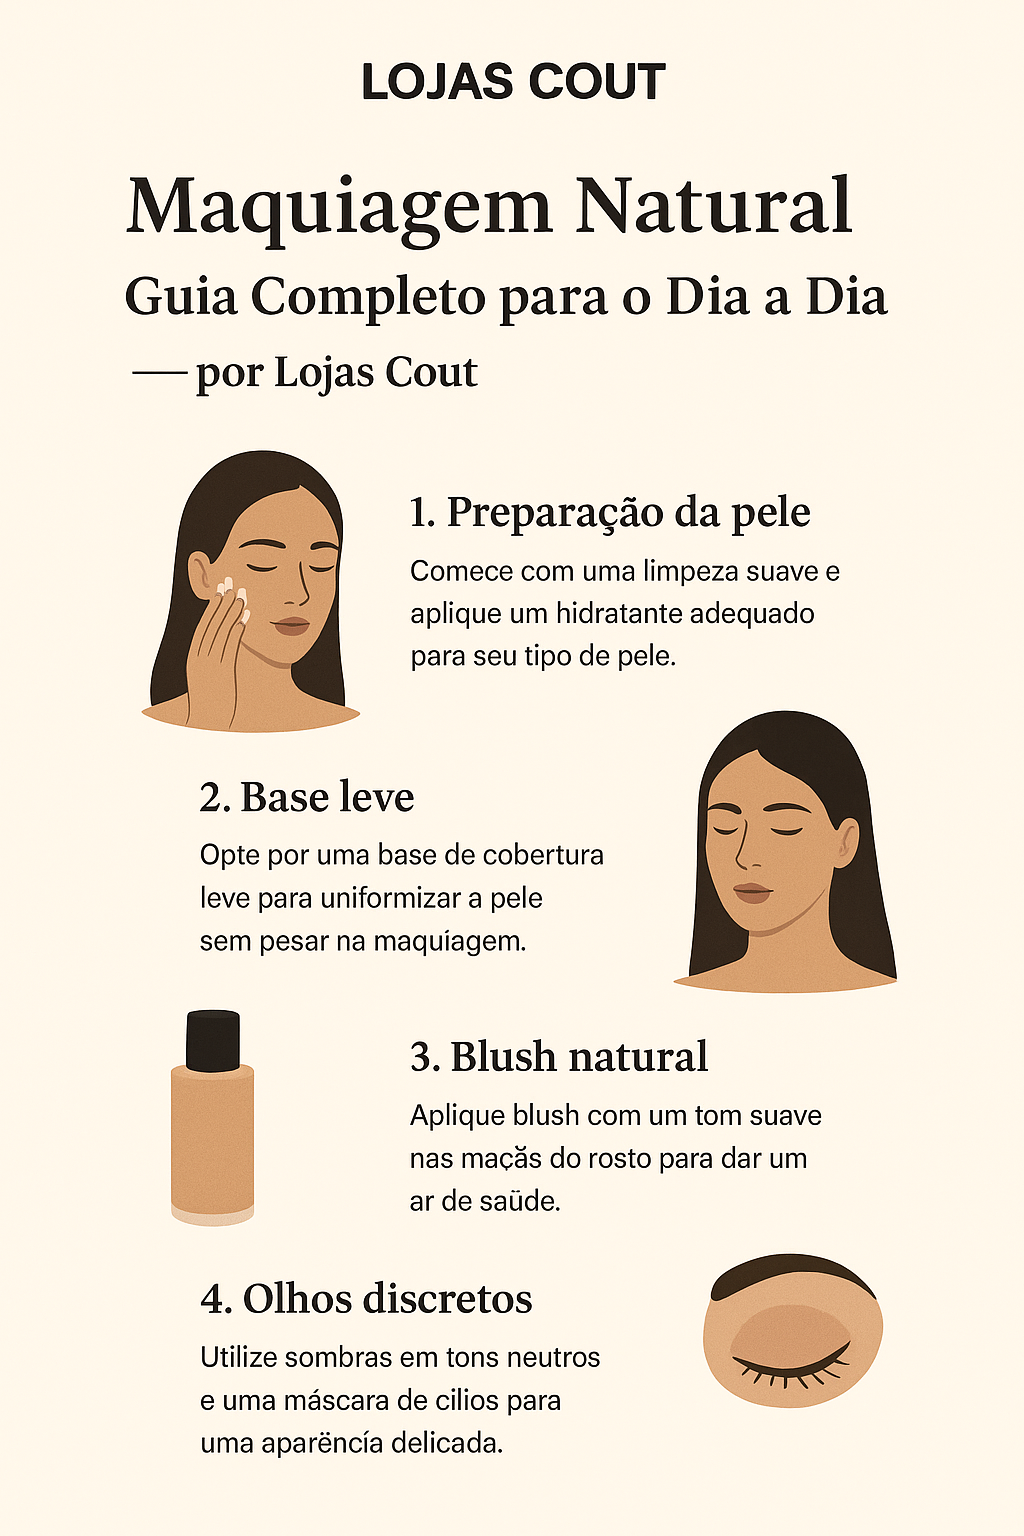 LOJAS COUT
Maquiagem Natural
Guia Completo para o Dia a Dia
— por Lojas Cout
1. Preparação da pele
Comece com uma limpeza suave e
aplique um hidratante adequado
para seu tipo de pele.
2. Base leve
Opte por uma base de cobertura
leve para uniformizar a pele
sem pesar na maquíagem.
3. Blush natural
Aplique blush com um tom suave
nas maçăs do rosto para dar um
ar de saüde.
4. Olhos discretos
Utilize sombras em tons neutros
e uma máscara de cilios para
uma aparëncía delicada.